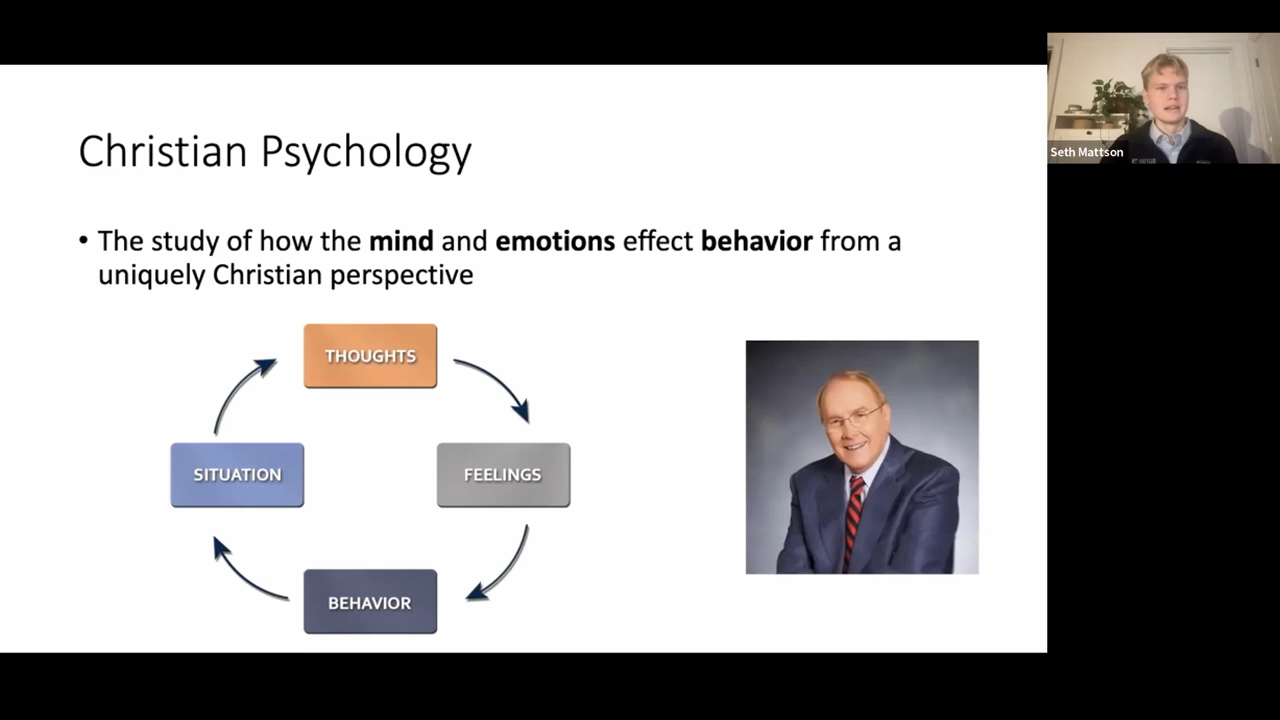 Christian Psychology
• The study of how the mind and emotions effect behavior from a
uniquely Christian perspective
THOUGHTS
SITUATION
FEELINGS
BEHAVIOR
Seth Mattson